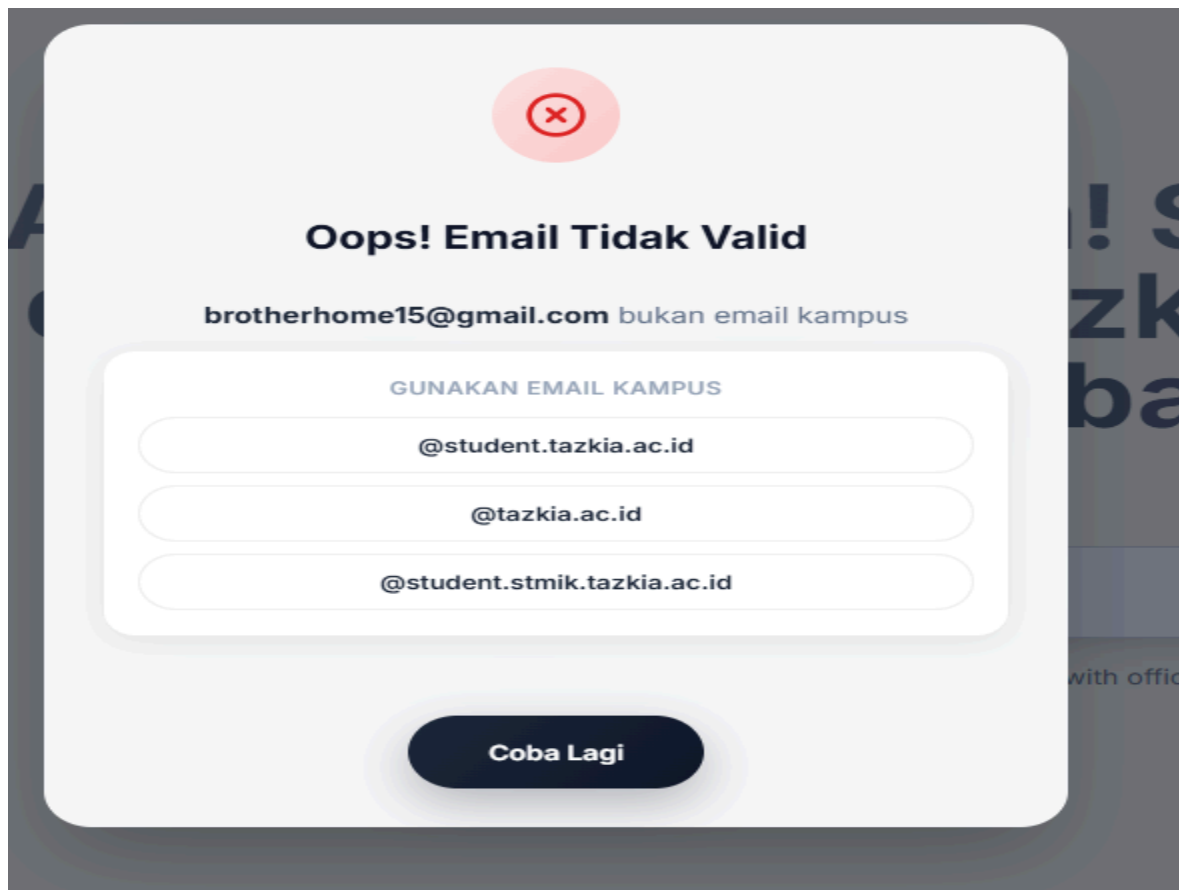 Oops! Email Tidak Valid
brotherhome15@gmail.com bukan email kampus
GUNAKAN EMAIL KAMPUS
@student.tazkia.ac.id
@tazkia.ac.id
@student.stmik.tazkia.ac.id
with offic
Coba Lagi